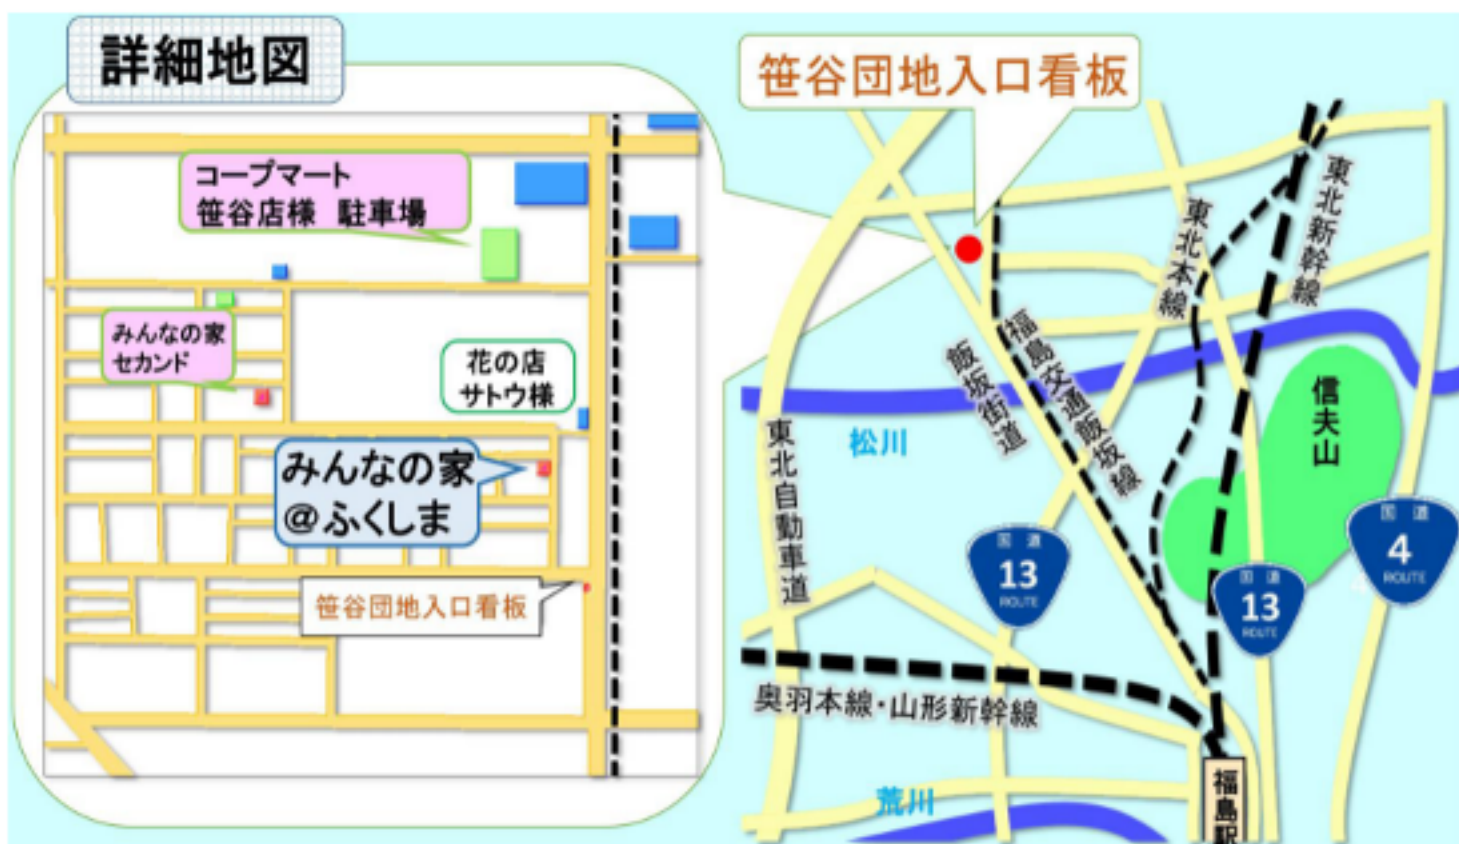 詳細地図
コープマート
笹谷店様 駐車場
みんなの家
セカンド
花の店
サトウ様
みんなの家
@ふくしま
笹谷団地入口看板
笹谷団地入口看板
東北新幹線
東北本線
福島交通飯坂線
飯坂街道
松川
東北自動車道
信夫山
国道
4
ROUTE
国道
13
ROUTE
国道
13
ROUTE
奥羽本線・山形新幹線
荒川
福島駅